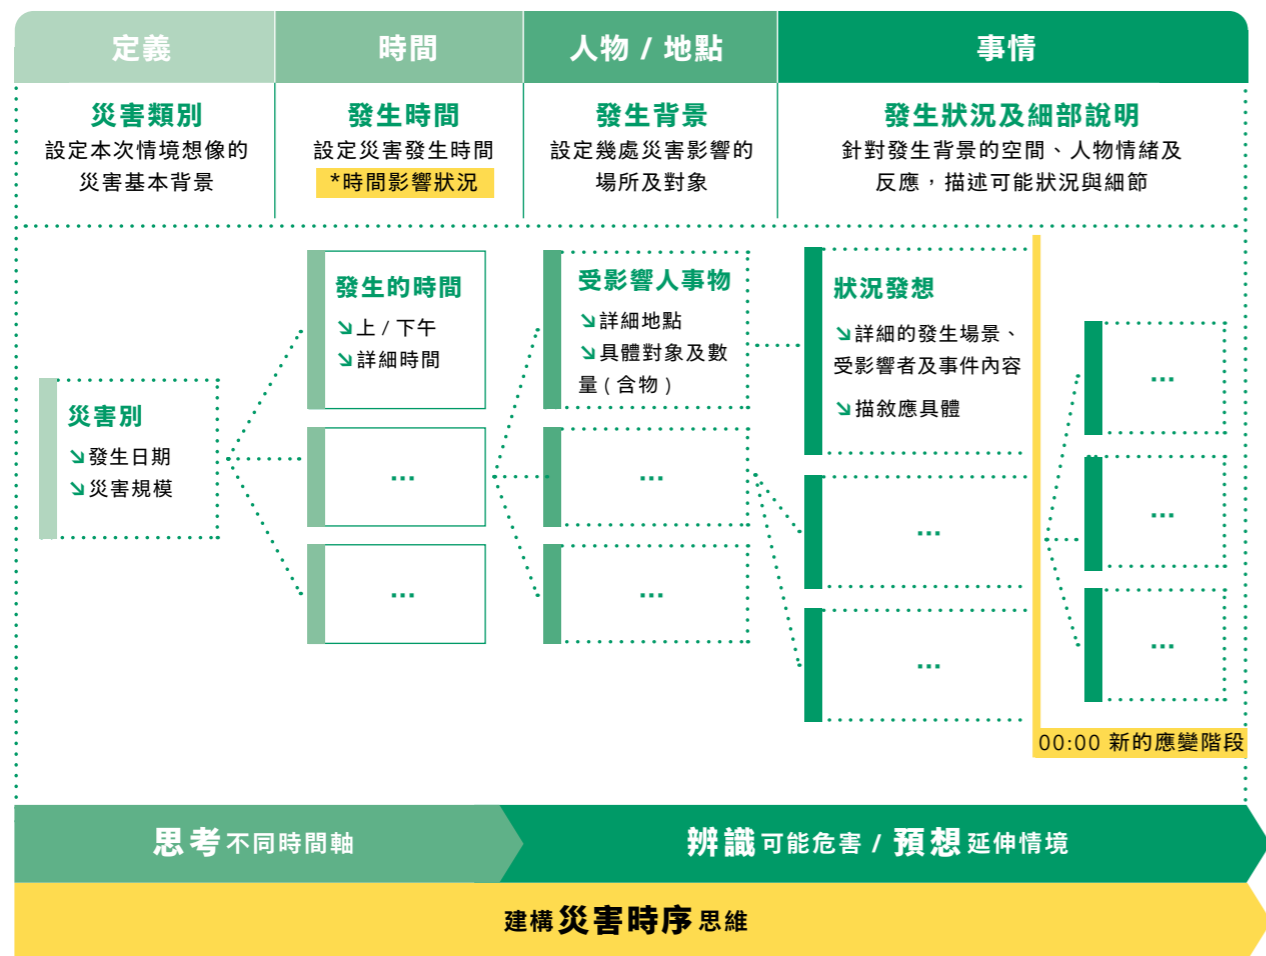 定義
時間
人物 / 地點
事情
災害類別
設定本次情境想像的
災害基本背景
發生時間
設定災害發生時間
*時間影響狀況
發生背景
設定幾處災害影響的
場所及對象
發生狀況及細部說明
針對發生背景的空間、人物情緒及
反應，描述可能狀況與細節
災害別
↘發生日期
↘災害規模
發生的時間
↘上 / 下午
↘詳細時間
...
...
受影響人事物
↘詳細地點
↘具體對象及數
量 ( 含物 )
...
...
狀況發想
↘詳細的發生場景、
受影響者及事件內容
↘描敘應具體
...
...
...
...
...
00:00 新的應變階段
思考不同時間軸
辨識可能危害 / 預想延伸情境
建構災害時序思維